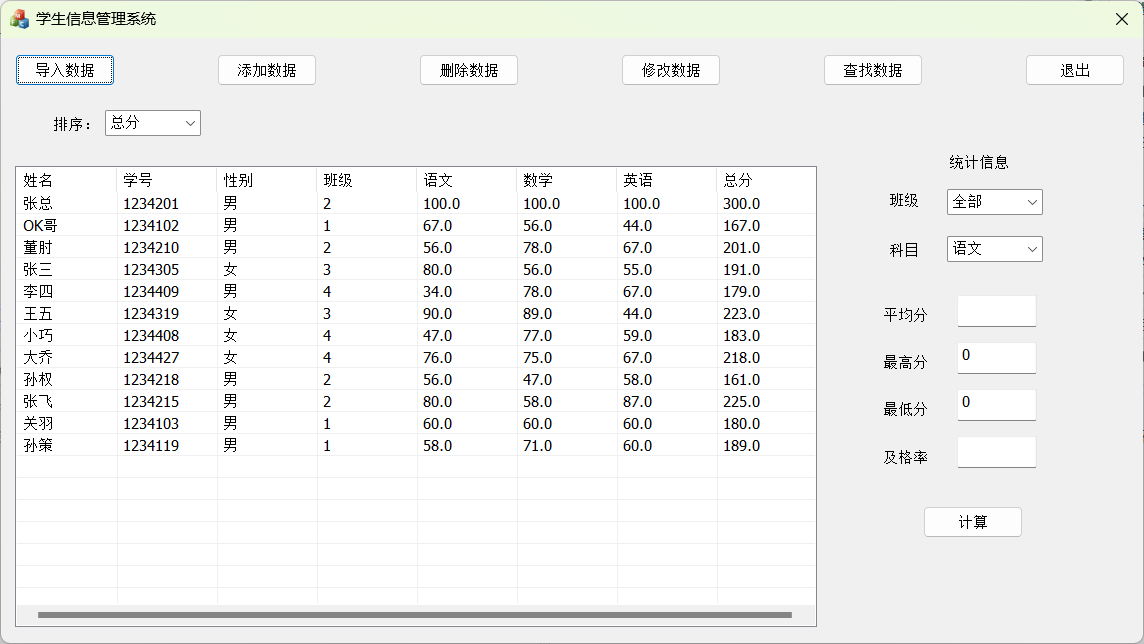 学生信息管理系统
导入数据 添加数据 删除数据 修改数据 查找数据 退出
排序： 总分
姓名 学号 性别 班级 语文 数学 英语 总分
张总 1234201 男 2 100.0 100.0 100.0 300.0
OK哥 1234102 男 1 67.0 56.0 44.0 167.0
董肘 1234210 男 2 56.0 78.0 67.0 201.0
张三 1234305 女 3 80.0 56.0 55.0 191.0
李四 1234409 男 4 34.0 78.0 67.0 179.0
王五 1234319 女 3 90.0 89.0 44.0 223.0
小巧 1234408 女 4 47.0 77.0 59.0 183.0
大乔 1234427 女 4 76.0 75.0 67.0 218.0
孙权 1234218 男 2 56.0 47.0 58.0 161.0
张飞 1234215 男 2 80.0 58.0 87.0 225.0
关羽 1234103 男 1 60.0 60.0 60.0 180.0
孙策 1234119 男 1 58.0 71.0 60.0 189.0
统计信息
班级 全部
科目 语文
平均分
最高分 0
最低分 0
及格率
计算